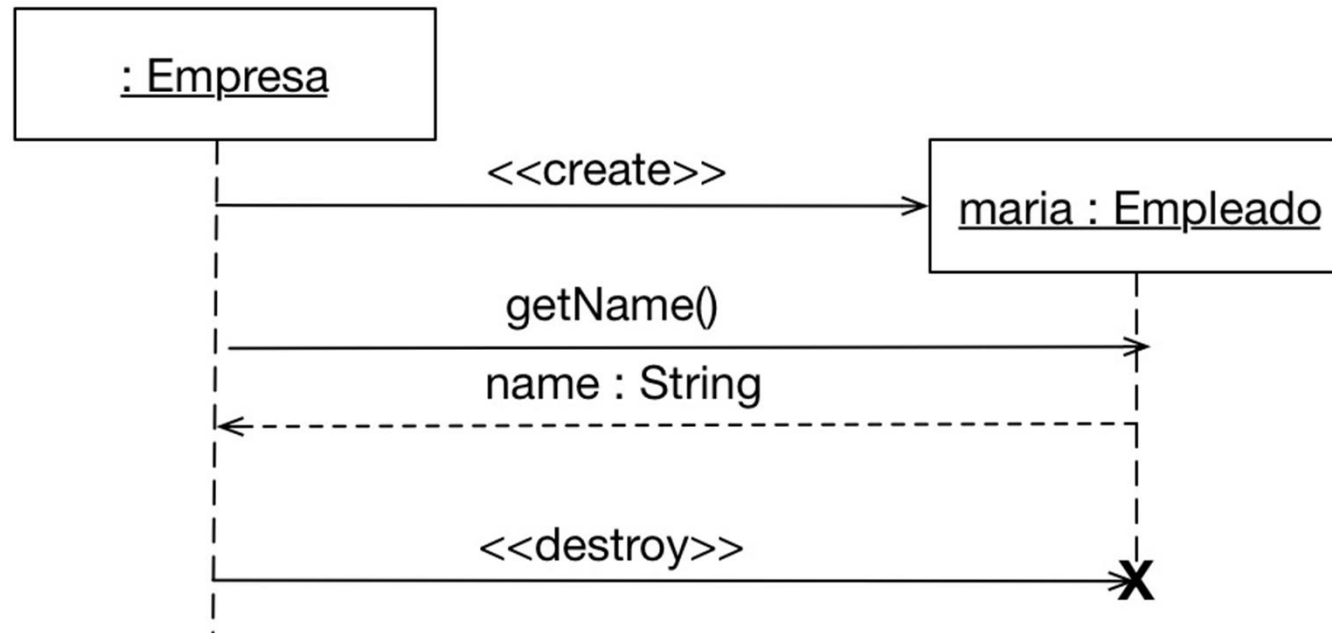 : Empresa
<<create>>
maria : Empleado
getName()
name : String
<<destroy>>
X